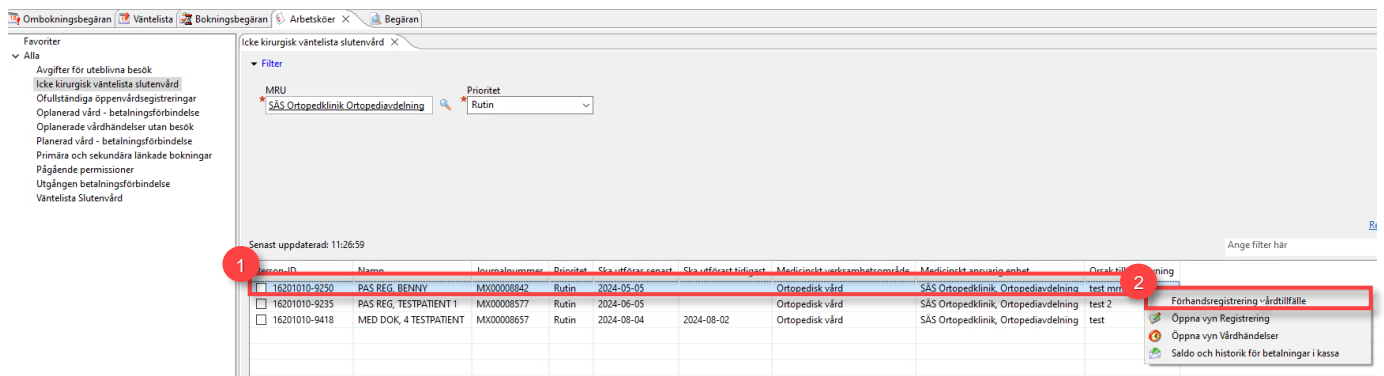 Ombokningsbegäran Väntelista Bokningsbegäran Arbetsköer Begäran
Favoriter
Alla
Avgifter för uteblivna besök
Icke kirurgisk väntelista slutenvård
Ofullständiga öppenvårdsegistreringar
Oplanerad vård - betalningsförbindelse
Oplanerade vårdhändelser utan besök
Planerad vård - betalningsförbindelse
Primära och sekundära länkade bokningar
Pågående permissioner
Utgången betalningsförbindelse
Väntelista Slutenvård
Icke kirurgisk väntelista slutenvård
Filter
MRU Prioritet
* SÄS Ortopedklinik Ortopediavdelning * Rutin
Re
Senast uppdaterad: 11:26:59 Ange filter här
1
Person-ID Namn Journalnummer Prioritet Ska utföras senast Ska utförast tidigast Medicinskt verksamhetsområde Medicinskt ansvarig enhet
16201010-9250 PAS REG, BENNY MX00008842 Rutin 2024-05-05 Ortopedisk vård SÄS Ortopedklinik, Ortopediavdelning
16201010-9235 PAS REG, TESTPATIENT 1 MX00008577 Rutin 2024-06-05 Ortopedisk vård SÄS Ortopedklinik, Ortopediavdelning test 2
16201010-9418 MED DOK, 4 TESTPATIENT MX00008657 Rutin 2024-08-04 2024-08-02 Ortopedisk vård SÄS Ortopedklinik, Ortopediavdelning test
2
Förhandsregistrering vårdtillfälle
Öppna vyn Registrering
Öppna vyn Vårdhändelser
Saldo och historik för betalningar i kassa